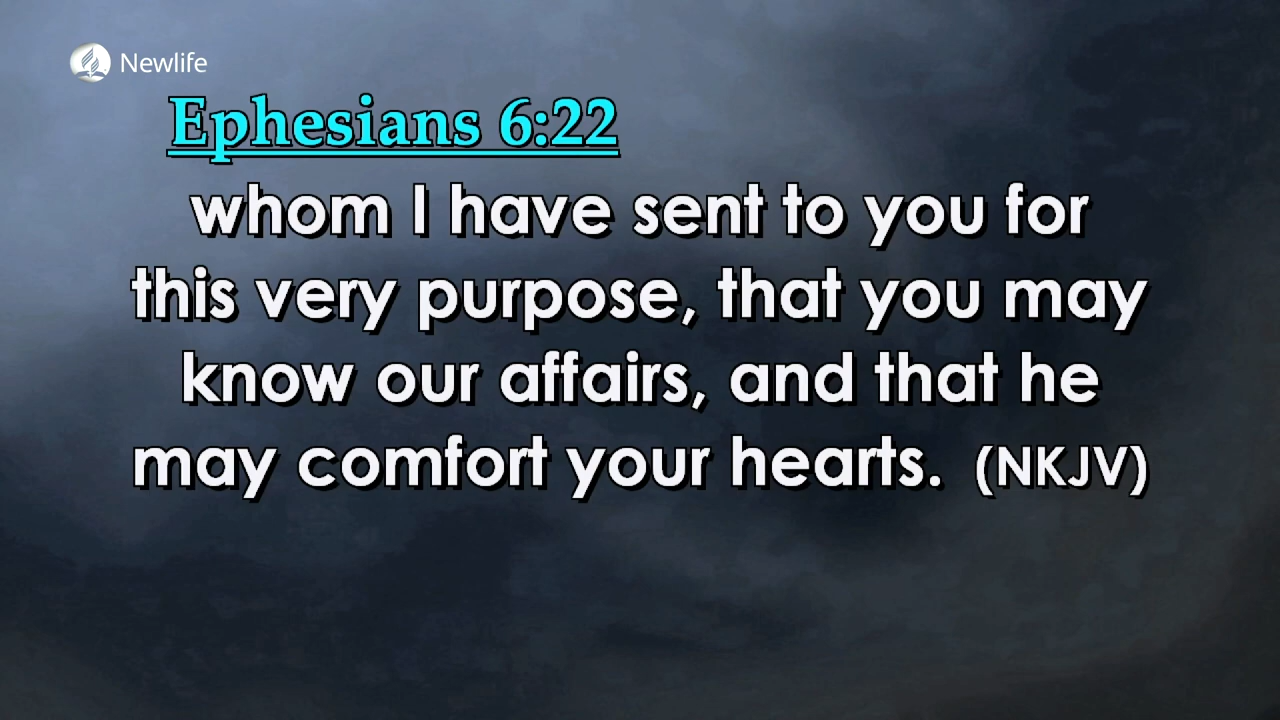 Newlife
Ephesians 6:22
whom I have sent to you for
this very purpose, that you may
know our affairs, and that he
may comfort your hearts. (NKJV)